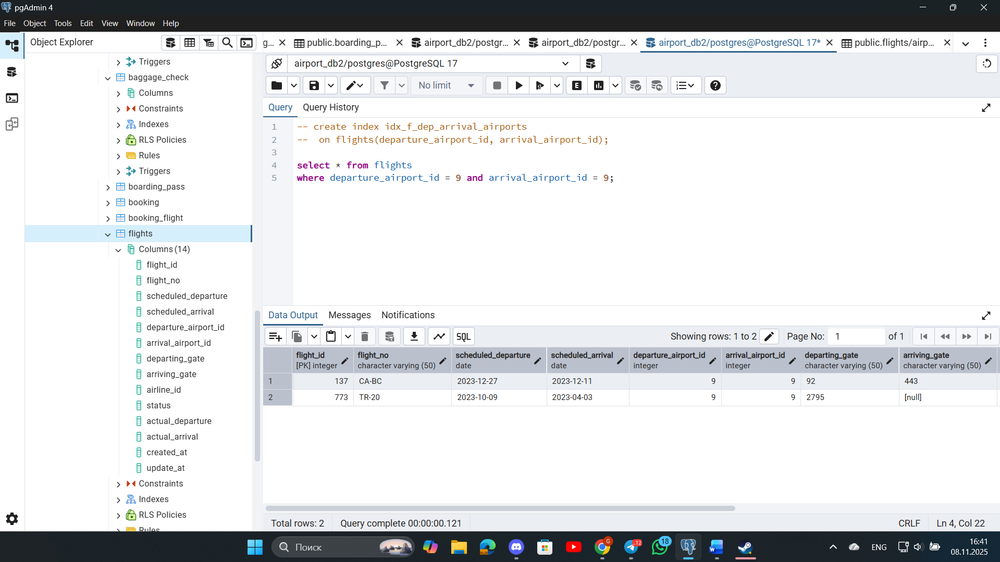 pgAdmin 4
File Object Tools Edit View Window Help
Object Explorer
g...
public.boarding_p...
airport_db2/postgr...
airport_db2/postgr...
airport_db2/postgres@PostgreSQL 17*
public.flights/airp...
Triggers
baggage_check
Columns
Constraints
Indexes
RLS Policies
Rules
Triggers
boarding_pass
booking
booking_flight
flights
Columns (14)
flight_id
flight_no
scheduled_departure
scheduled_arrival
departure_airport_id
arrival_airport_id
departing_gate
arriving_gate
airline_id
status
actual_departure
actual_arrival
created_at
update_at
Constraints
Indexes
RLS Policies
Rules
airport_db2/postgres@PostgreSQL 17
No limit
E
Query Query History
1 -- create index idx_f_dep_arrival_airports
2 -- on flights(departure_airport_id, arrival_airport_id);
3
4 select * from flights
5 where departure_airport_id = 9 and arrival_airport_id = 9;
Data Output Messages Notifications
SQL Showing rows: 1 to 2 Page No: 1 of 1
flight_id flight_no scheduled_departure scheduled_arrival departure_airport_id arrival_airport_id departing_gate arriving_gate
[PK] integer character varying (50) date date integer integer character varying (50) character varying (50)
1 137 CA-BC 2023-12-27 2023-12-11 9 9 92 443
2 773 TR-20 2023-10-09 2023-04-03 9 9 2795 [null]
Total rows: 2 Query complete 00:00:00.121 CRLF Ln 4, Col 22
Поиск
G
12
18
W
ENG
16:41
08.11.2025